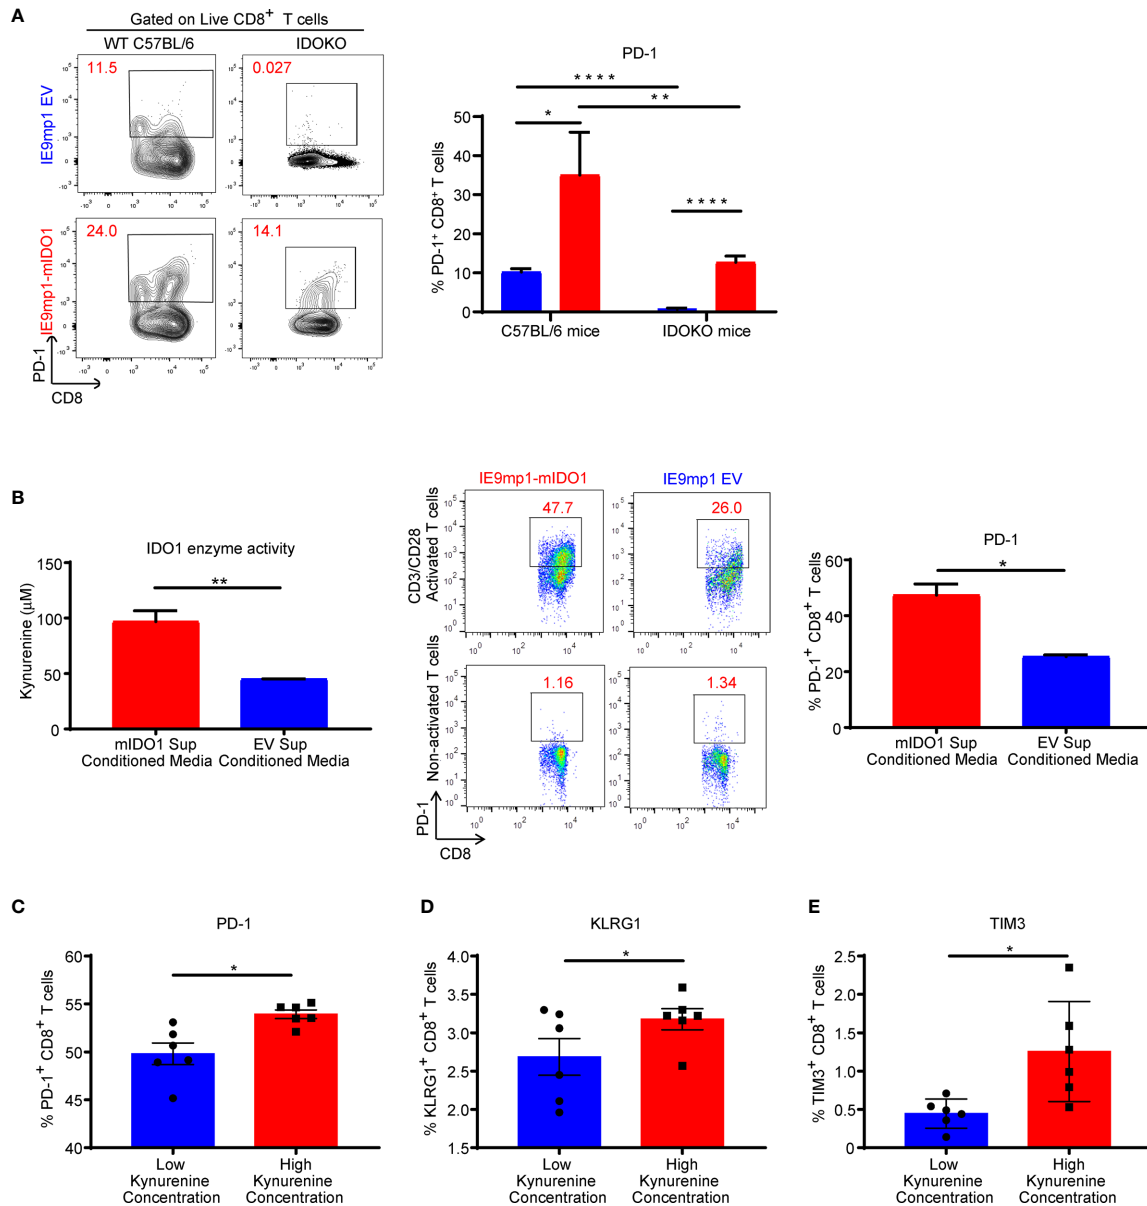 A
Gated on Live CD8+ T cells
WT C57BL/6
IDOKO
IE9mp1 EV
11.5
0.027
IE9mp1-mIDO1
24.0
14.1
PD-1
CD8
PD-1
****
**
*
****
% PD-1+ CD8+ T cells
50
40
30
20
10
0
C57BL/6 mice
IDOKO mice
B
IDO1 enzyme activity
**
Kynurenine (µM)
150
100
50
0
mIDO1 Sup
Conditioned Media
EV Sup
Conditioned Media
IE9mp1-mIDO1
IE9mp1 EV
CD3/CD28
Activated T cells
47.7
26.0
Non-activated T cells
1.16
1.34
PD-1
CD8
PD-1
*
% PD-1+ CD8+ T cells
60
40
20
0
mIDO1 Sup
Conditioned Media
EV Sup
Conditioned Media
C
PD-1
*
% PD-1+ CD8+ T cells
60
55
50
45
40
Low
Kynurenine
Concentration
High
Kynurenine
Concentration
D
KLRG1
*
% KLRG1+ CD8+ T cells
4.0
3.5
3.0
2.5
2.0
1.5
Low
Kynurenine
Concentration
High
Kynurenine
Concentration
E
TIM3
*
% TIM3+ CD8+ T cells
2.5
2.0
1.5
1.0
0.5
0
Low
Kynurenine
Concentration
High
Kynurenine
Concentration